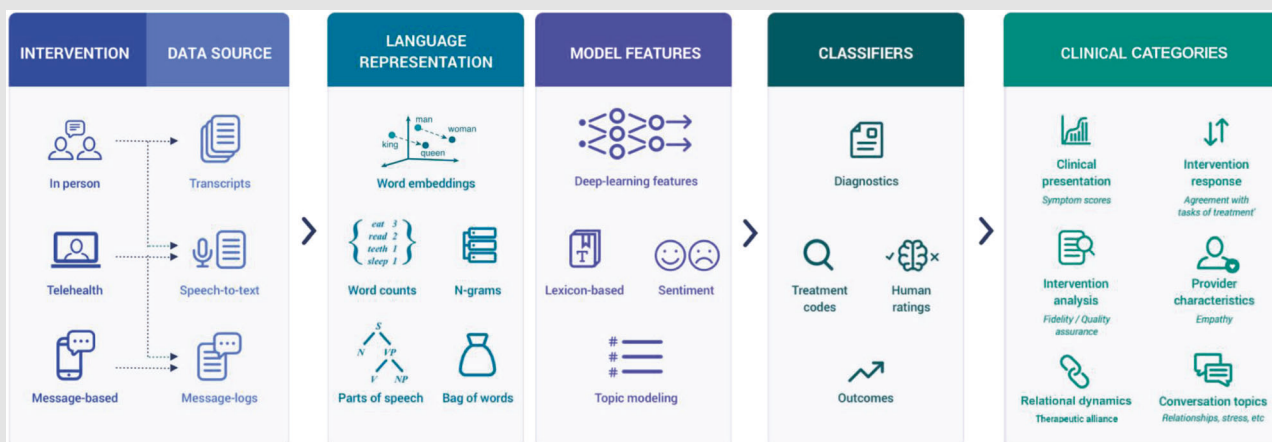 INTERVENTION
DATA SOURCE
In person
Transcripts
Telehealth
Speech-to-text
Message-based
Message-logs
LANGUAGE
REPRESENTATION
man
woman
king
queen
Word embeddings
eat 3
read 2
teeth 1
sleep 1
Word counts
N-grams
S
N VP
V NP
Parts of speech
Bag of words
MODEL FEATURES
Deep-learning features
T
Lexicon-based
Sentiment
#
#
#
Topic modeling
CLASSIFIERS
Diagnostics
Treatment
codes
Human
ratings
Outcomes
CLINICAL CATEGORIES
Clinical
presentation
Symptom scores
Intervention
response
Agreement with
tasks of treatment'
Intervention
analysis
Fidelity / Quality
assurance
Provider
characteristics
Empathy
Relational dynamics
Therapeutic alliance
Conversation topics
Relationships, stress, etc